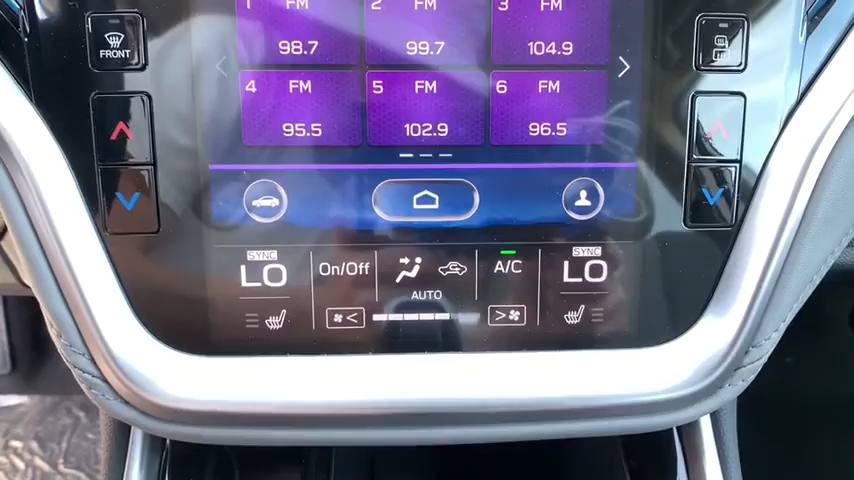 1 FM 2 FM 3 FM
98.7 99.7 104.9
FRONT
4 FM 5 FM 6 FM
95.5 102.9 96.5
SYNC SYNC
LO On/Off A/C LO
AUTO